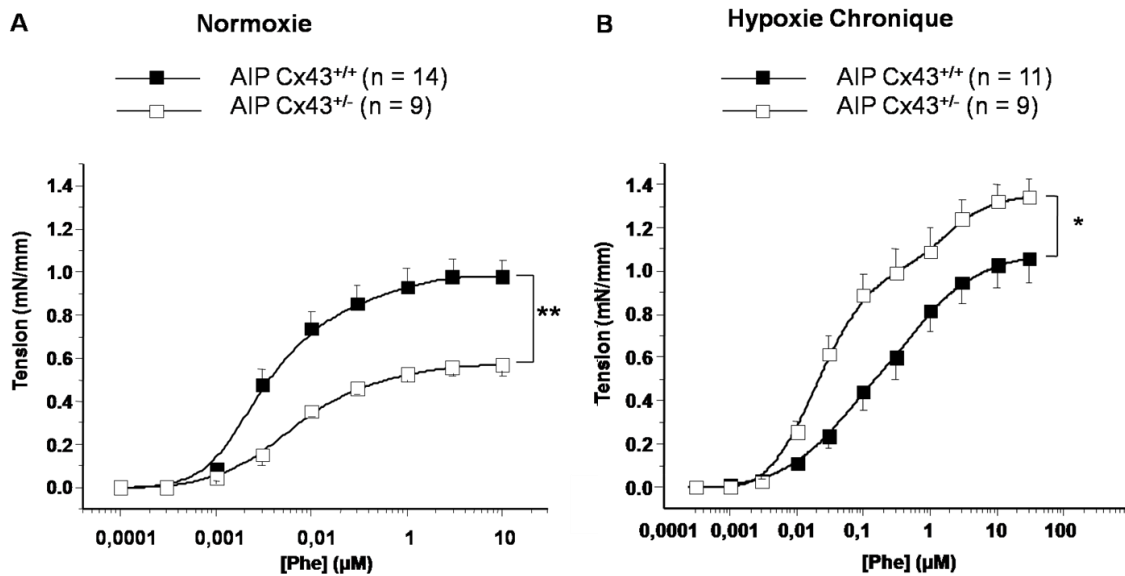 A
Normoxie
AIP Cx43+/+ (n = 14)
AIP Cx43+/- (n = 9)
Tension (mN/mm)
1.4
1.2
1.0
0.8
0.6
0.4
0.2
0.0
**
0,0001 0,001 0,01 1 10
[Phe] (µM)
B
Hypoxie Chronique
AIP Cx43+/+ (n = 11)
AIP Cx43+/- (n = 9)
Tension (mN/mm)
1.4
1.2
1.0
0.8
0.6
0.4
0.2
0.0
*
0,0001 0,001 0,01 0,1 1 10 100
[Phe] (µM)